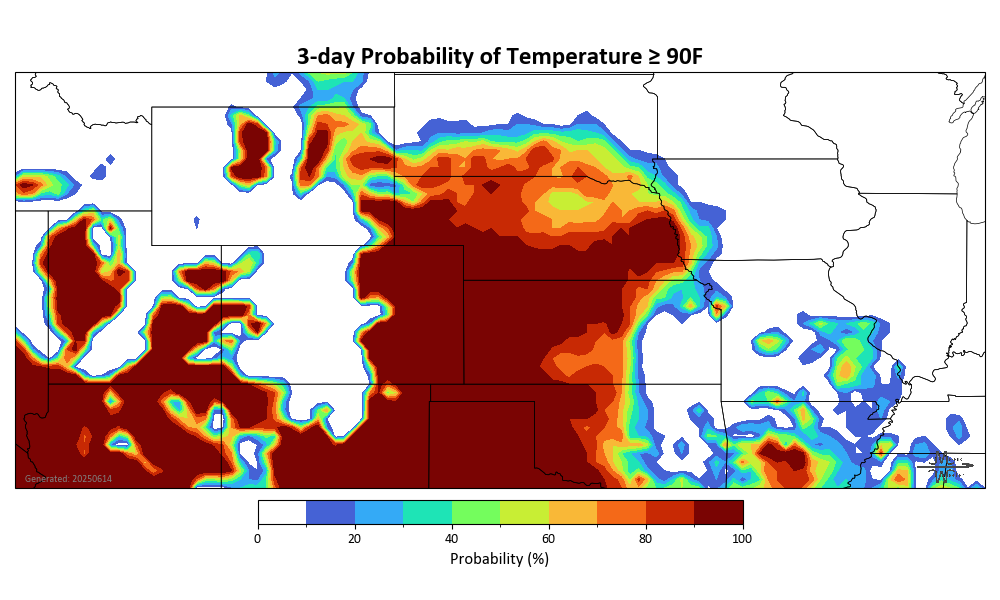 3-day Probability of Temperature ≥ 90F
Generated: 20250614
0 20 40 60 80 100
Probability (%)